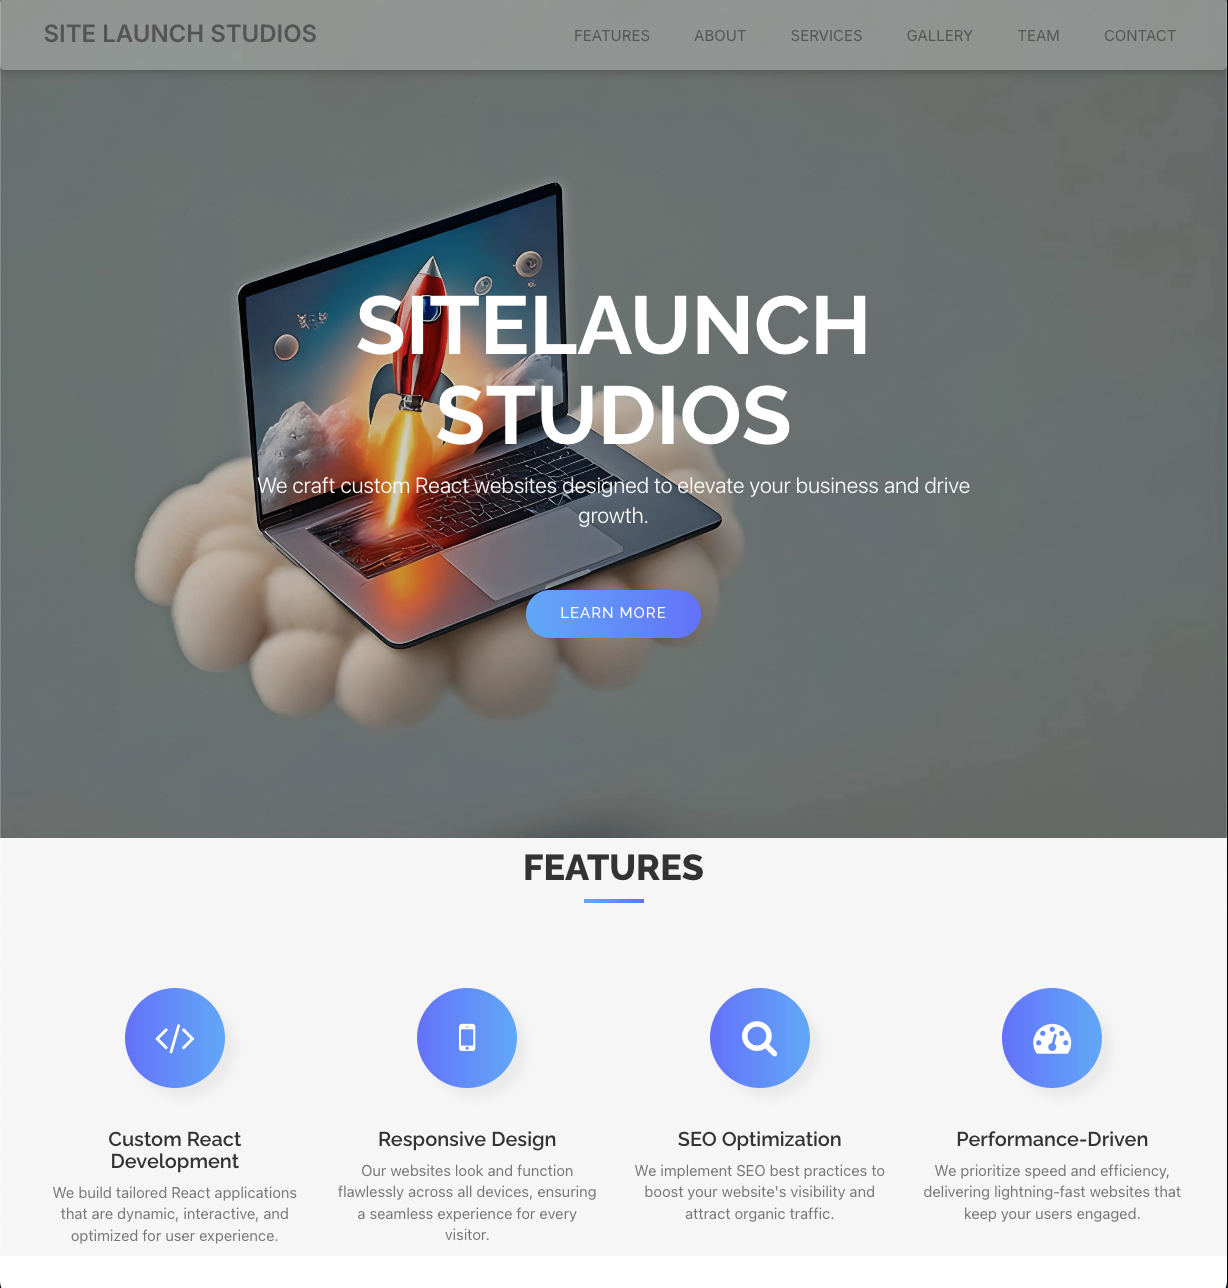 SITE LAUNCH STUDIOS
FEATURES
ABOUT
SERVICES
GALLERY
TEAM
CONTACT
SITELAUNCH
STUDIOS
We craft custom React websites designed to elevate your business and drive
growth.
LEARN MORE
FEATURES
Custom React
Development
We build tailored React applications
that are dynamic, interactive, and
optimized for user experience.
Responsive Design
Our websites look and function
flawlessly across all devices, ensuring
a seamless experience for every
visitor.
SEO Optimization
We implement SEO best practices to
boost your website's visibility and
attract organic traffic.
Performance-Driven
We prioritize speed and efficiency,
delivering lightning-fast websites that
keep your users engaged.